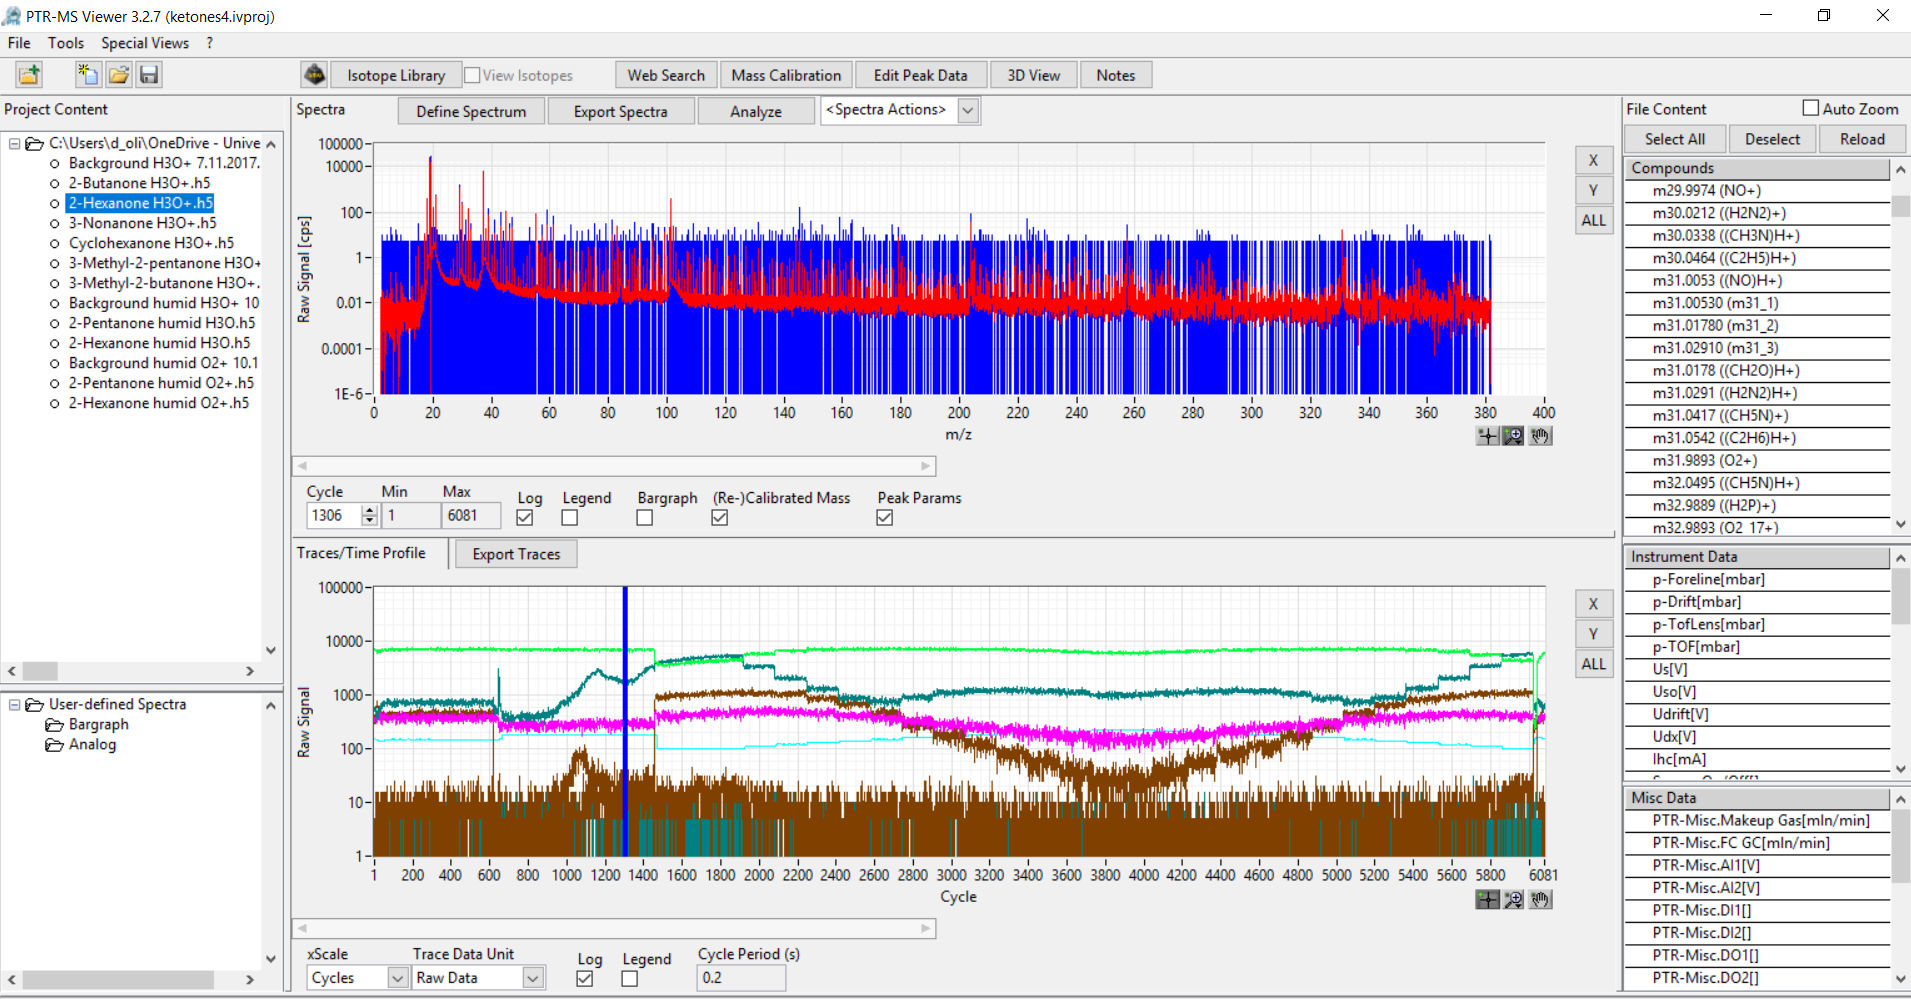 PTR-MS Viewer 3.2.7 (ketones4.ivproj)
File Tools Special Views ?
Isotope Library View Isotopes Web Search Mass Calibration Edit Peak Data 3D View Notes
Project Content
C:\Users\d_oli\OneDrive - Unive
Background H3O+ 7.11.2017.
2-Butanone H3O+.h5
2-Hexanone H3O+.h5
3-Nonanone H3O+.h5
Cyclohexanone H3O+.h5
3-Methyl-2-pentanone H3O+
3-Methyl-2-butanone H3O+.
Background humid H3O+ 10
2-Pentanone humid H3O.h5
2-Hexanone humid H3O.h5
Background humid O2+ 10.1
2-Pentanone humid O2+.h5
2-Hexanone humid O2+.h5
User-defined Spectra
Bargraph
Analog
Spectra Define Spectrum Export Spectra Analyze <Spectra Actions>
Raw Signal [cps]
100000
10000
100
1
0.01
0.0001
1E-6
0 20 40 60 80 100 120 140 160 180 200 220 240 260 280 300 320 340 360 380 400
m/z
X
Y
ALL
Cycle Min Max
1306 1 6081
Log Legend Bargraph (Re-)Calibrated Mass Peak Params
Traces/Time Profile Export Traces
Raw Signal
100000
10000
1000
100
10
1
1 200 400 600 800 1000 1200 1400 1600 1800 2000 2200 2400 2600 2800 3000 3200 3400 3600 3800 4000 4200 4400 4600 4800 5000 5200 5400 5600 5800 6081
Cycle
X
Y
ALL
xScale Trace Data Unit Log Legend Cycle Period (s)
Cycles Raw Data 0.2
File Content Auto Zoom
Select All Deselect Reload
Compounds
m29.9974 (NO+)
m30.0212 ((H2N2)+)
m30.0338 ((CH3N)H+)
m30.0464 ((C2H5)H+)
m31.0053 ((NO)H+)
m31.00530 (m31_1)
m31.01780 (m31_2)
m31.02910 (m31_3)
m31.0178 ((CH2O)H+)
m31.0291 ((H2N2)H+)
m31.0417 ((CH5N)+)
m31.0542 ((C2H6)H+)
m31.9893 (O2+)
m32.0495 ((CH5N)H+)
m32.9889 ((H2P)+)
m32.9893 (O2 17+)
Instrument Data
p-Foreline[mbar]
p-Drift[mbar]
p-TofLens[mbar]
p-TOF[mbar]
Us[V]
Uso[V]
Udrift[V]
Udx[V]
Ihc[mA]
Misc Data
PTR-Misc.Makeup Gas[mln/min]
PTR-Misc.FC GC[mln/min]
PTR-Misc.AI1[V]
PTR-Misc.AI2[V]
PTR-Misc.DI1[]
PTR-Misc.DI2[]
PTR-Misc.DO1[]
PTR-Misc.DO2[]